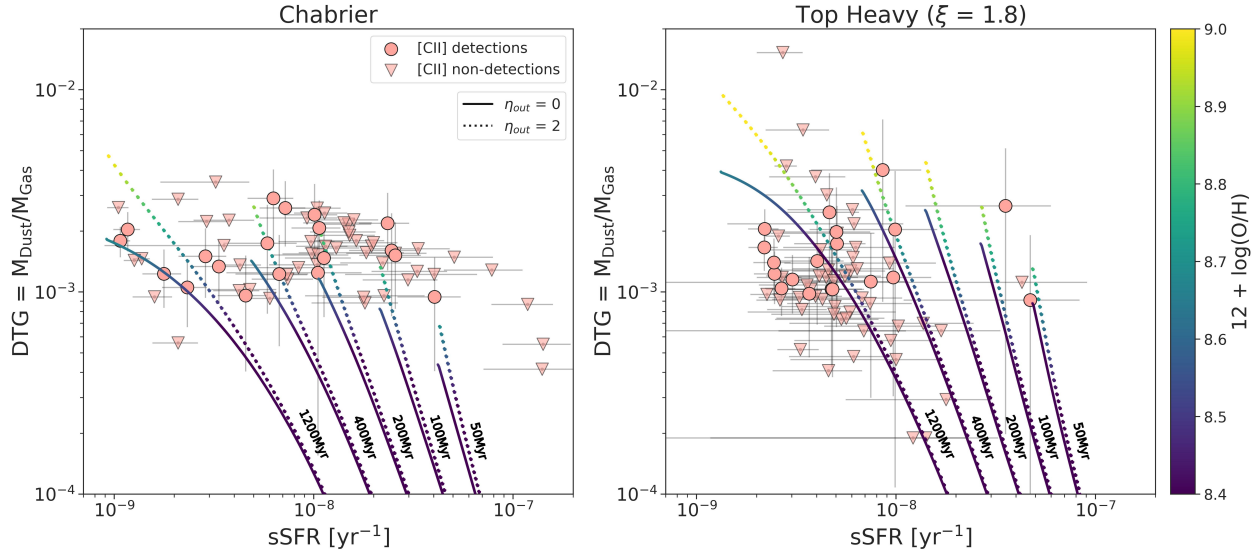 Chabrier
Top Heavy (ξ = 1.8)
[CII] detections
[CII] non-detections
η_out = 0
η_out = 2
DTG = M_Dust/M_Gas
10⁻²
10⁻³
10⁻⁴
1200Myr
400Myr
200Myr
100Myr
50Myr
10⁻⁹
10⁻⁸
10⁻⁷
sSFR [yr⁻¹]
DTG = M_Dust/M_Gas
10⁻²
10⁻³
10⁻⁴
1200Myr
400Myr
200Myr
100Myr
50Myr
10⁻⁹
10⁻⁸
10⁻⁷
sSFR [yr⁻¹]
9.0
8.9
8.8
8.7
8.6
8.5
8.4
12 + log(O/H)